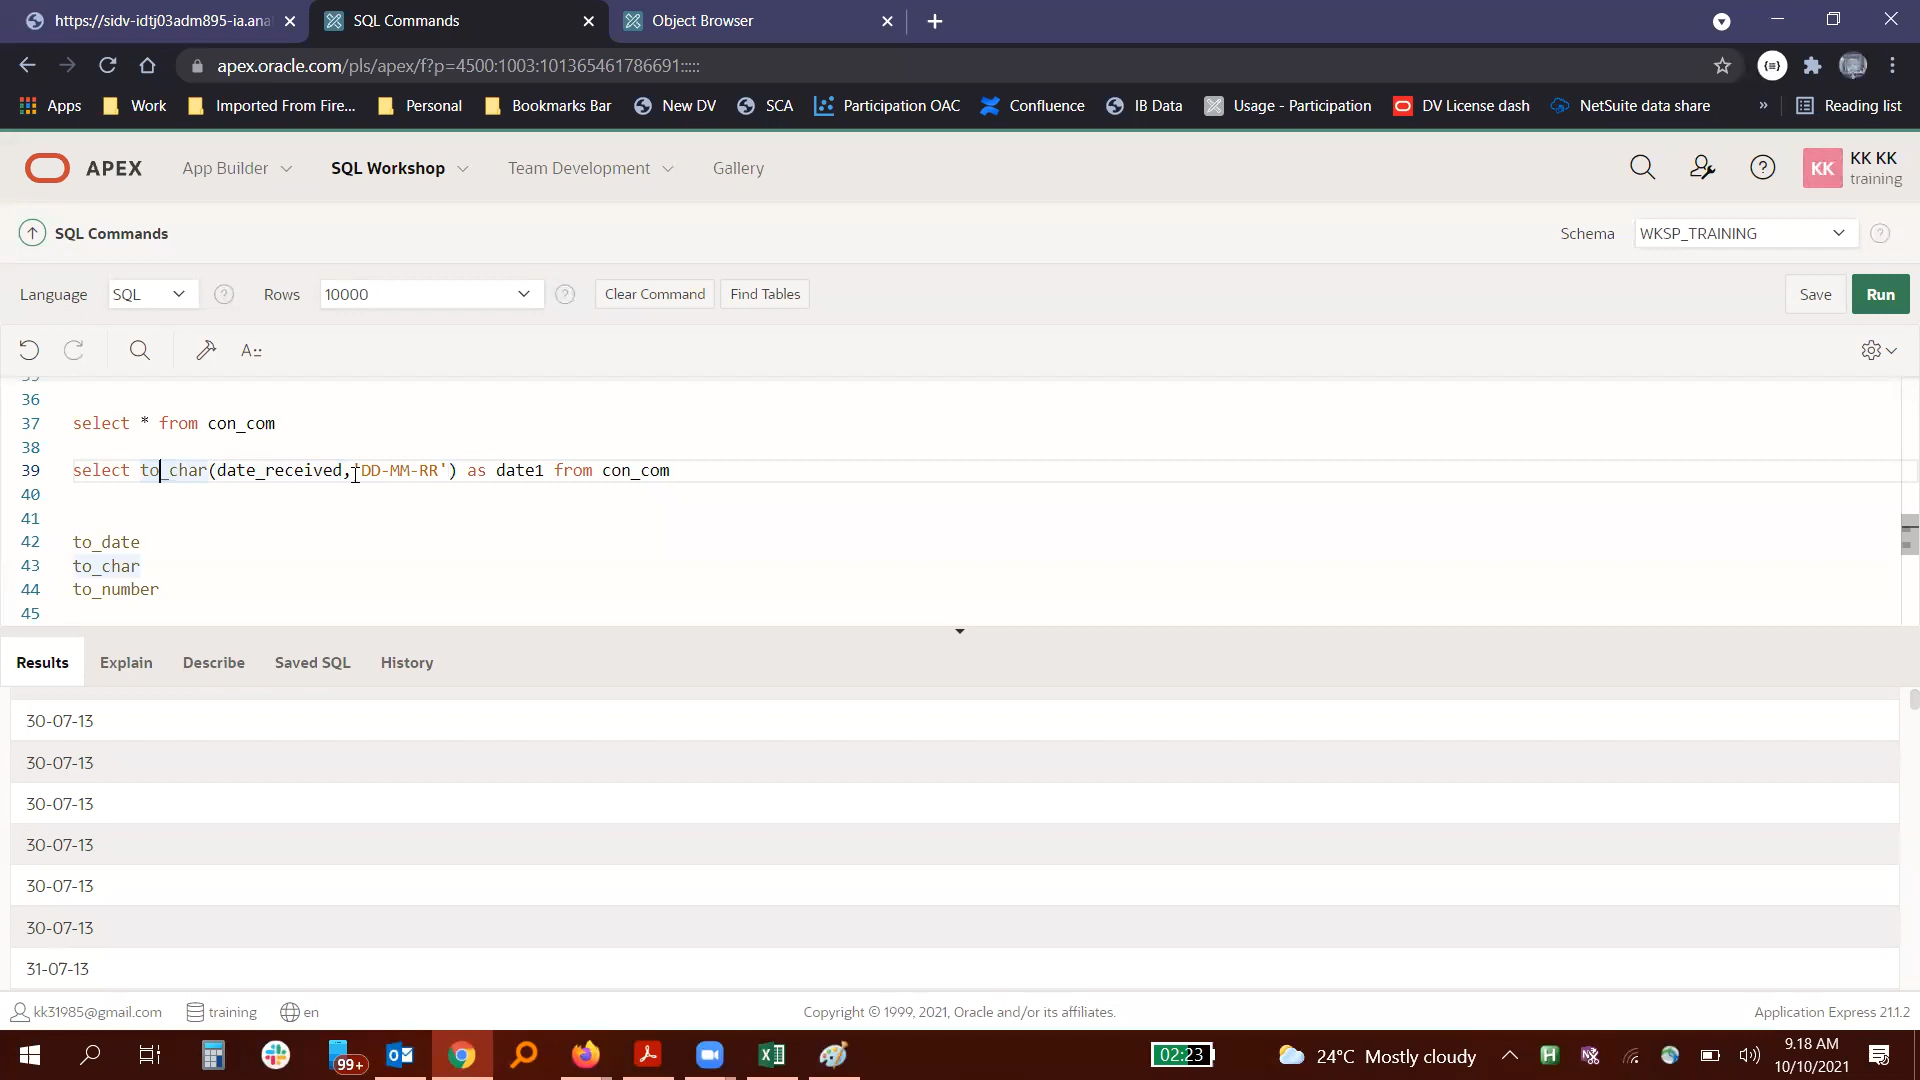 https://sidv-idtj03adm895-ia.ana
SQL Commands
Object Browser
apex.oracle.com/pls/apex/f?p=4500:1003:101365461786691:::::
Apps
Work
Imported From Fire...
Personal
Bookmarks Bar
New DV
SCA
Participation OAC
Confluence
IB Data
Usage - Participation
DV License dash
NetSuite data share
»
Reading list
APEX
App Builder
SQL Workshop
Team Development
Gallery
KK
KK KK
training
SQL Commands
Schema
WKSP_TRAINING
Language
SQL
Rows
10000
Clear Command
Find Tables
Save
Run
36
37 select * from con_com
38
39 select to_char(date_received,'DD-MM-RR') as date1 from con_com
40
41
42 to_date
43 to_char
44 to_number
45
Results
Explain
Describe
Saved SQL
History
30-07-13
30-07-13
30-07-13
30-07-13
30-07-13
30-07-13
31-07-13
kk31985@gmail.com
training
en
Copyright © 1999, 2021, Oracle and/or its affiliates.
Application Express 21.1.2
99+
02:23
24°C Mostly cloudy
9.18 AM
10/10/2021